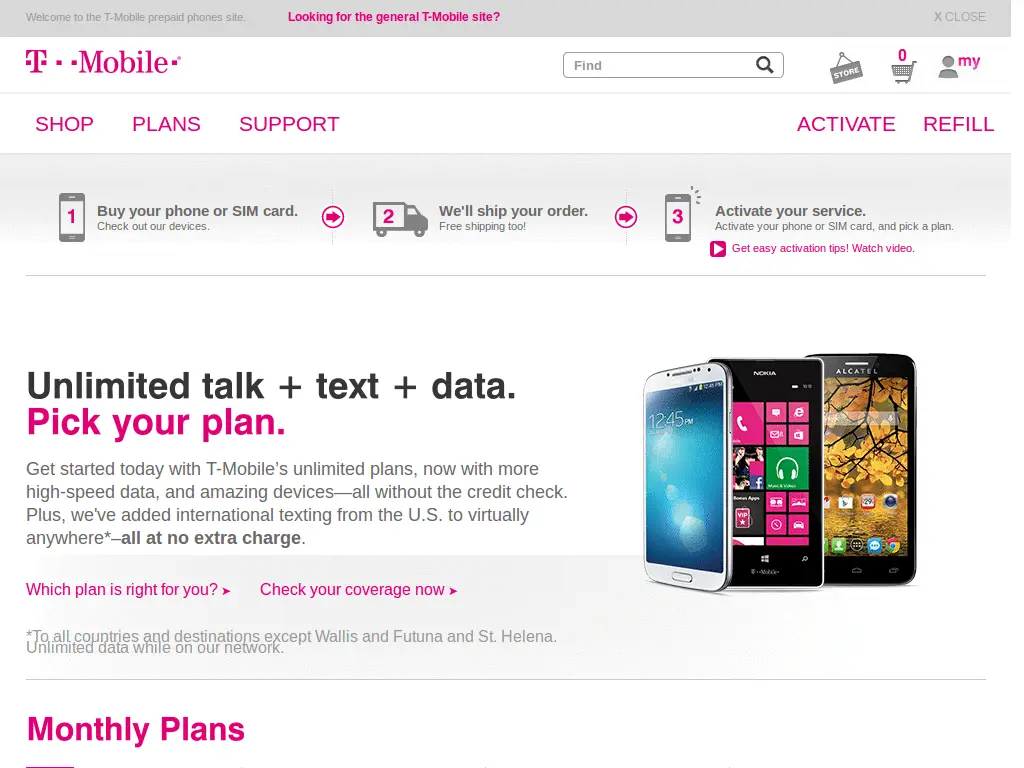 Welcome to the T-Mobile prepaid phones site. Looking for the general T-Mobile site? X CLOSE
T Mobile
Find STORE 0 my
SHOP PLANS SUPPORT ACTIVATE REFILL
1 Buy your phone or SIM card.
Check out our devices.
2 We'll ship your order.
Free shipping too!
3 Activate your service.
Activate your phone or SIM card, and pick a plan.
Get easy activation tips! Watch video.
Unlimited talk + text + data.
Pick your plan.
Get started today with T-Mobile’s unlimited plans, now with more
high-speed data, and amazing devices—all without the credit check.
Plus, we've added international texting from the U.S. to virtually
anywhere*–all at no extra charge.
NOKIA
ALCATEL
12:45PM
Music & Videos
Bonus Apps
VIP
Which plan is right for you? ➤ Check your coverage now ➤
*To all countries and destinations except Wallis and Futuna and St. Helena.
Unlimited data while on our network.
Monthly Plans